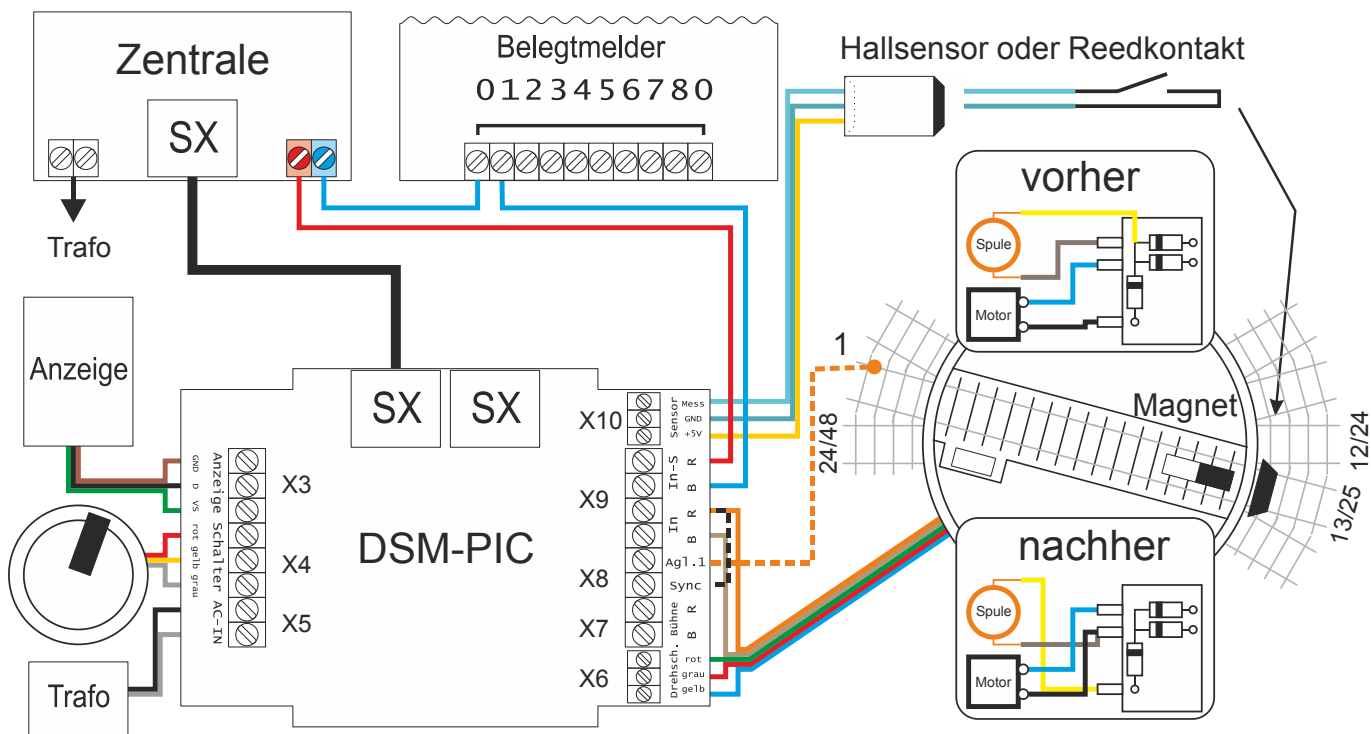 Zentrale
SX
Trafo
Belegtmelder
0123456780
Hallsensor oder Reedkontakt
vorher
Spule
Motor
Anzeige
SX
SX
DSM-PIC
X3
X4
X5
GND
D
VS
rot
gelb
grau
Anzeige
Schalter
AC-IN
X10
X9
X8
X7
X6
Sensor
Mess
GND
+5V
In-S
R
B
In
R
B
Agl.1
Sync
Bühne
R
B
Drehsch.
rot
grau
gelb
Trafo
1
24/48
Magnet
12/24
13/25
nachher
Spule
Motor